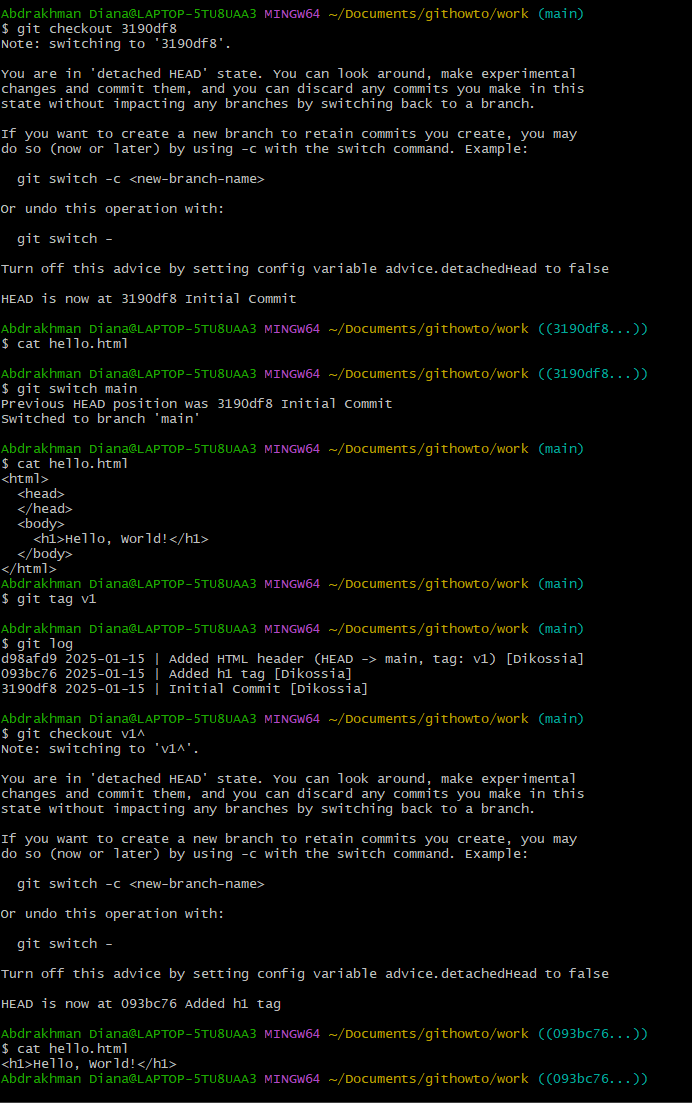 Abdrakhman Diana@LAPTOP-5TU8UAA3 MINGW64 ~/Documents/githowto/work (main)
$ git checkout 3190df8
Note: switching to '3190df8'.

You are in 'detached HEAD' state. You can look around, make experimental
changes and commit them, and you can discard any commits you make in this
state without impacting any branches by switching back to a branch.

If you want to create a new branch to retain commits you create, you may
do so (now or later) by using -c with the switch command. Example:

  git switch -c <new-branch-name>

Or undo this operation with:

  git switch -

Turn off this advice by setting config variable advice.detachedHead to false

HEAD is now at 3190df8 Initial Commit

Abdrakhman Diana@LAPTOP-5TU8UAA3 MINGW64 ~/Documents/githowto/work ((3190df8...))
$ cat hello.html

Abdrakhman Diana@LAPTOP-5TU8UAA3 MINGW64 ~/Documents/githowto/work ((3190df8...))
$ git switch main
Previous HEAD position was 3190df8 Initial Commit
Switched to branch 'main'

Abdrakhman Diana@LAPTOP-5TU8UAA3 MINGW64 ~/Documents/githowto/work (main)
$ cat hello.html
<html>
  <head>
  </head>
  <body>
    <h1>Hello, World!</h1>
  </body>
</html>
Abdrakhman Diana@LAPTOP-5TU8UAA3 MINGW64 ~/Documents/githowto/work (main)
$ git tag v1

Abdrakhman Diana@LAPTOP-5TU8UAA3 MINGW64 ~/Documents/githowto/work (main)
$ git log
d98afd9 2025-01-15 | Added HTML header (HEAD -> main, tag: v1) [Dikossia]
093bc76 2025-01-15 | Added h1 tag [Dikossia]
3190df8 2025-01-15 | Initial Commit [Dikossia]

Abdrakhman Diana@LAPTOP-5TU8UAA3 MINGW64 ~/Documents/githowto/work (main)
$ git checkout v1^
Note: switching to 'v1^'.

You are in 'detached HEAD' state. You can look around, make experimental
changes and commit them, and you can discard any commits you make in this
state without impacting any branches by switching back to a branch.

If you want to create a new branch to retain commits you create, you may
do so (now or later) by using -c with the switch command. Example:

  git switch -c <new-branch-name>

Or undo this operation with:

  git switch -

Turn off this advice by setting config variable advice.detachedHead to false

HEAD is now at 093bc76 Added h1 tag

Abdrakhman Diana@LAPTOP-5TU8UAA3 MINGW64 ~/Documents/githowto/work ((093bc76...))
$ cat hello.html
<h1>Hello, World!</h1>
Abdrakhman Diana@LAPTOP-5TU8UAA3 MINGW64 ~/Documents/githowto/work ((093bc76...))